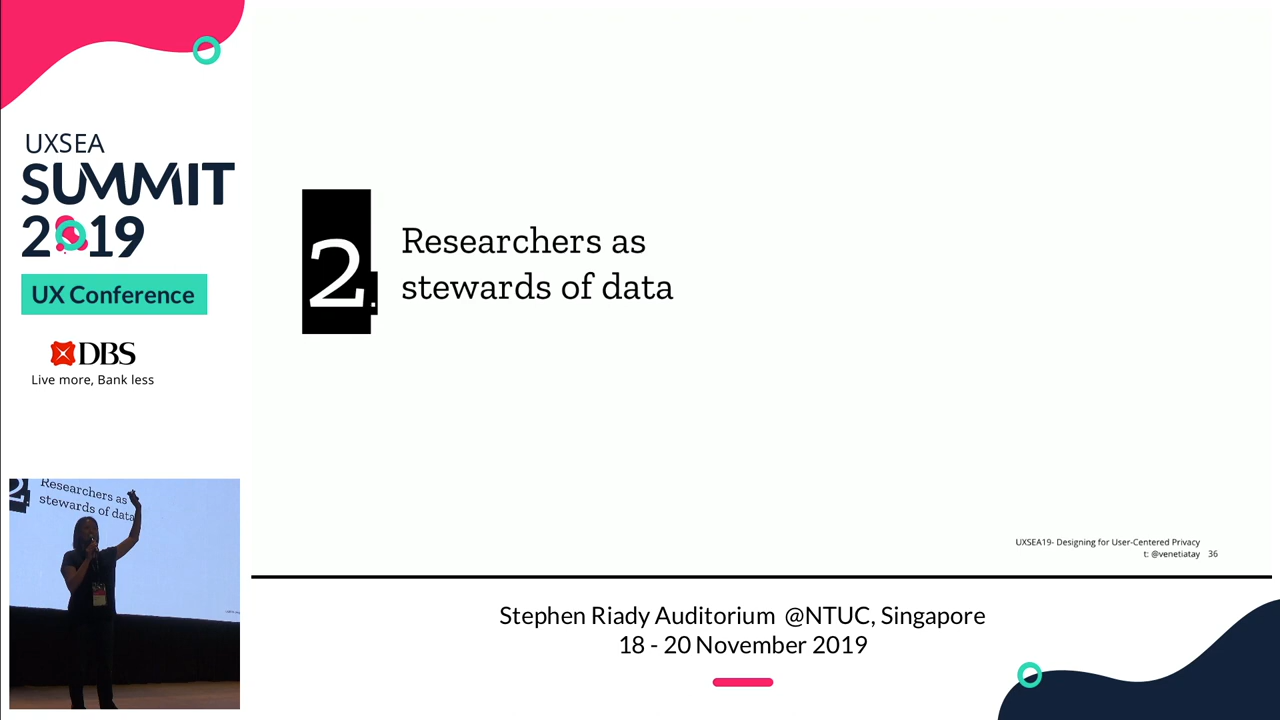 UXSEA
SUMMIT
2019
UX Conference
DBS
Live more, Bank less
2.
Researchers as
stewards of data
UXSEA19- Designing for User-Centered Privacy
t: @venetiatay 36
2.
Researchers as
stewards of data
Stephen Riady Auditorium @NTUC, Singapore
18 - 20 November 2019